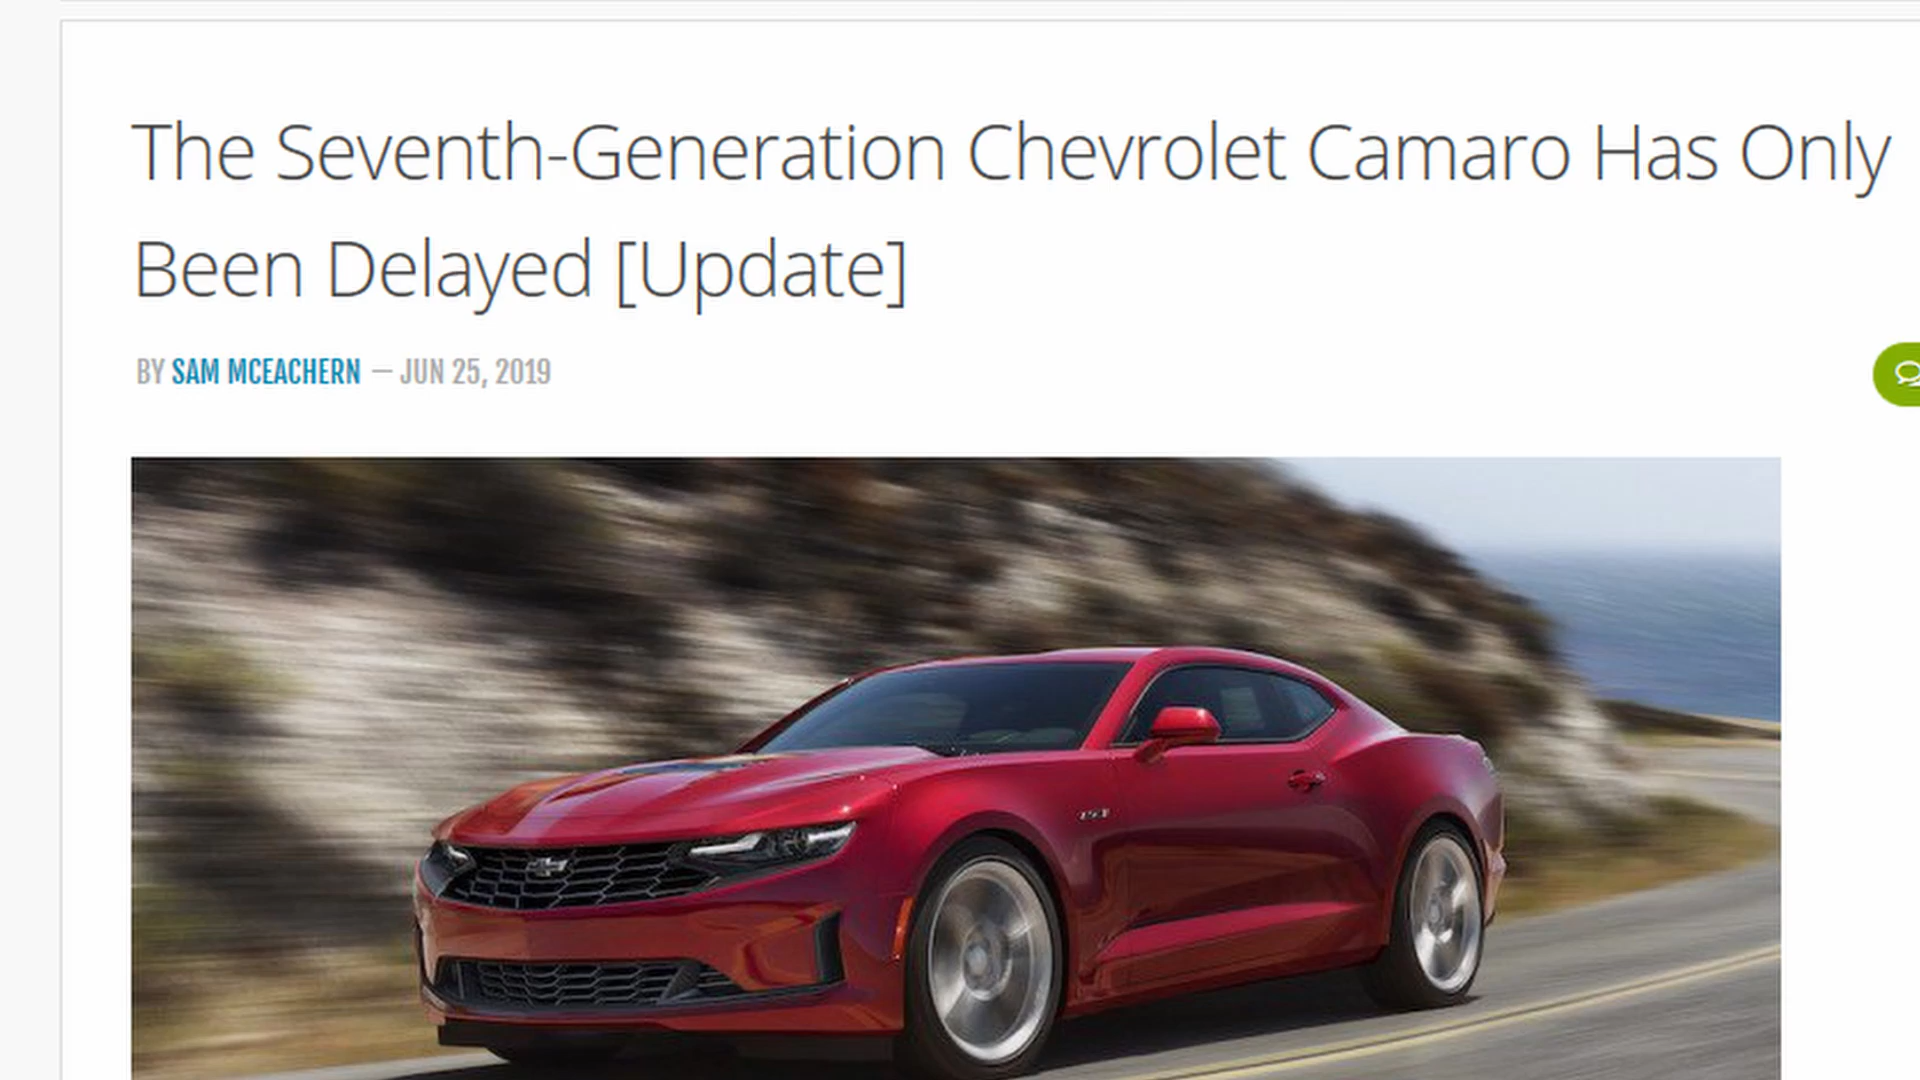 The Seventh-Generation Chevrolet Camaro Has Only
Been Delayed [Update]
BY SAM MCEACHERN — JUN 25, 2019